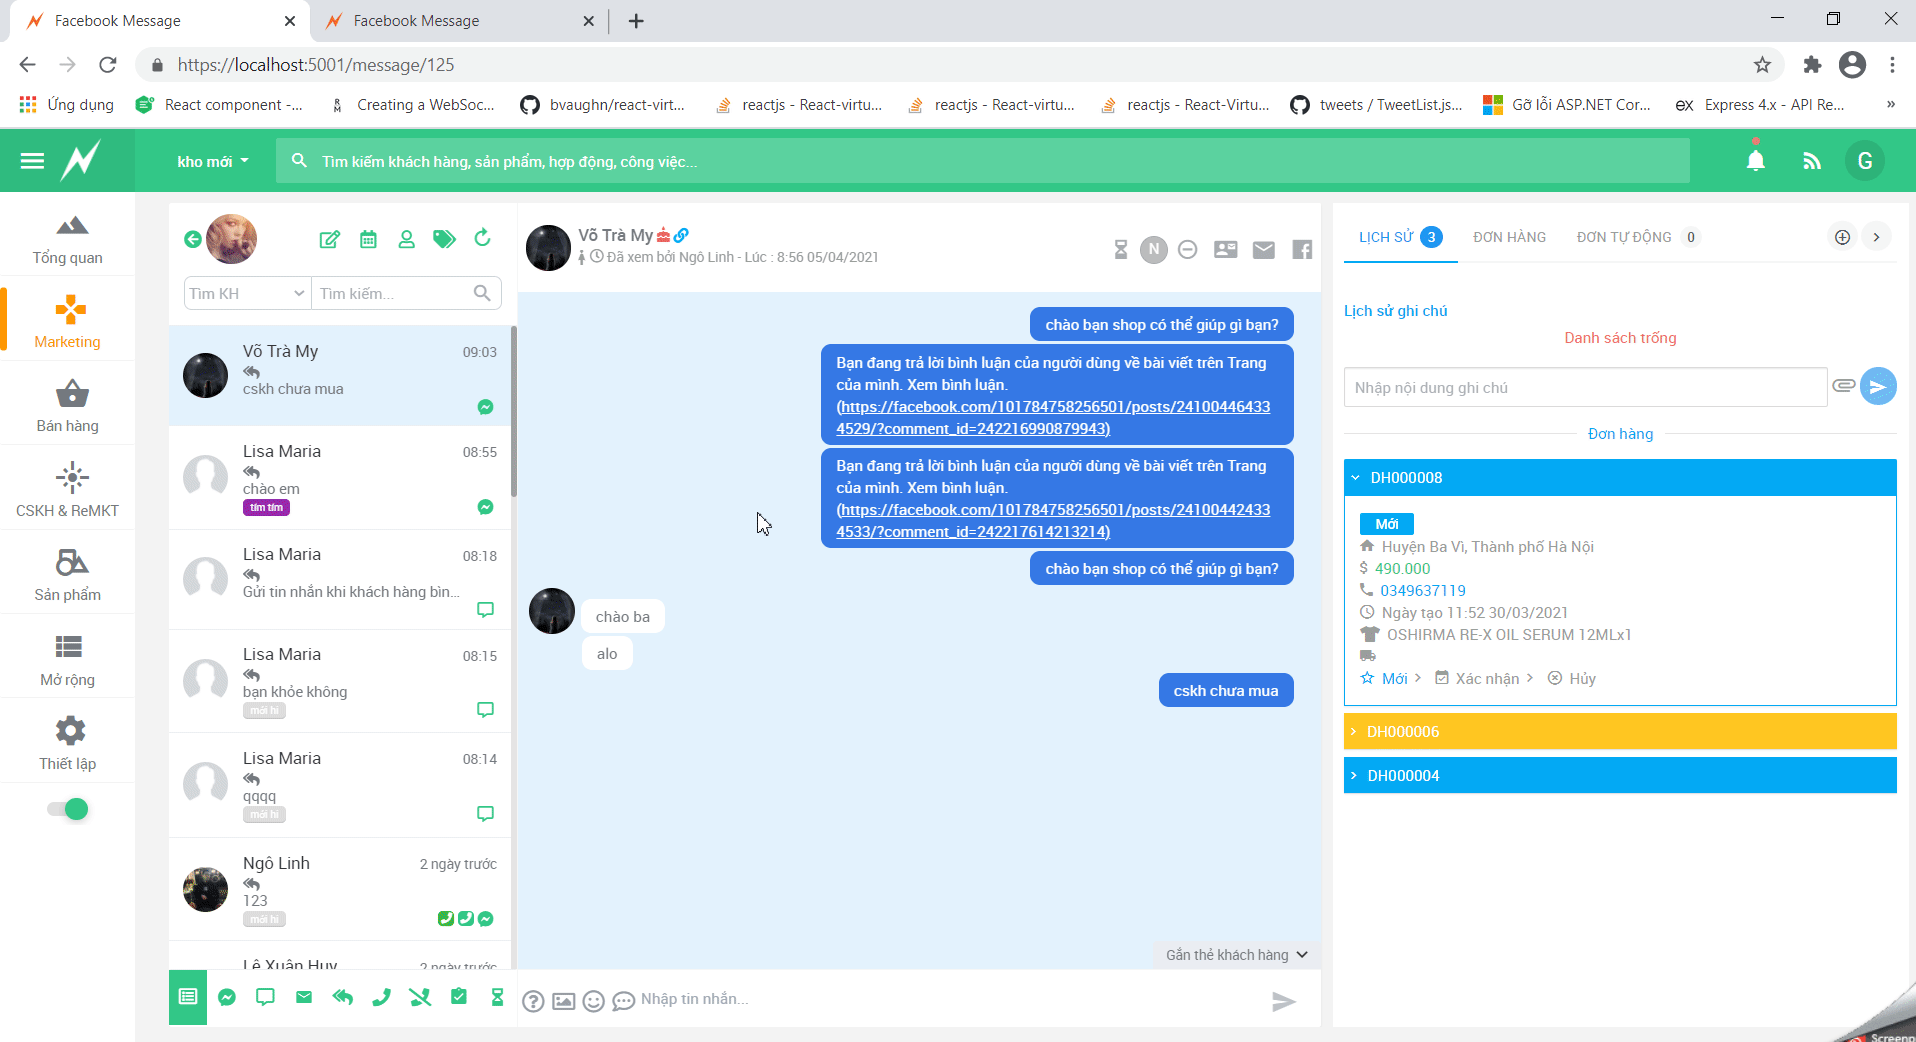 Facebook Message
Facebook Message
https://localhost:5001/message/125
Ứng dụng
React component -...
Creating a WebSoc...
bvaughn/react-virt...
reactjs - React-virtu...
reactjs - React-virtu...
reactjs - React-Virtu...
tweets / TweetList.js...
Gỡ lỗi ASP.NET Cor...
Express 4.x - API Re...
»
kho mới
Tìm kiếm khách hàng, sản phẩm, hợp động, công việc...
G
Tổng quan
Marketing
Bán hàng
CSKH & ReMKT
Sản phẩm
Mở rộng
Thiết lập
Tìm KH
Tìm kiếm...
Võ Trà My
09:03
cskh chưa mua
Lisa Maria
08:55
chào em
tím tím
Lisa Maria
08:18
Gửi tin nhắn khi khách hàng bìn...
Lisa Maria
08:15
bạn khỏe không
mới hi
Lisa Maria
08:14
qqqq
mới hi
Ngô Linh
2 ngày trước
123
mới hi
Lê Xuân Huy
2 ngày trước
Võ Trà My
Đã xem bởi Ngô Linh - Lúc : 8:56 05/04/2021
N
chào bạn shop có thể giúp gì bạn?
Bạn đang trả lời bình luận của người dùng về bài viết trên Trang
của mình. Xem bình luận.
(https://facebook.com/101784758256501/posts/24100446433
4529/?comment_id=242216990879943)
Bạn đang trả lời bình luận của người dùng về bài viết trên Trang
của mình. Xem bình luận.
(https://facebook.com/101784758256501/posts/24100442433
4533/?comment_id=242217614213214)
chào bạn shop có thể giúp gì bạn?
chào ba
alo
cskh chưa mua
Gắn thẻ khách hàng
Nhập tin nhắn...
LỊCH SỬ 3
ĐƠN HÀNG
ĐƠN TỰ ĐỘNG 0
Lịch sử ghi chú
Danh sách trống
Nhập nội dung ghi chú
Đơn hàng
DH000008
Mới
Huyện Ba Vì, Thành phố Hà Nội
$ 490.000
0349637119
Ngày tạo 11:52 30/03/2021
OSHIRMA RE-X OIL SERUM 12MLx1
Mới
Xác nhận
Hủy
DH000006
DH000004